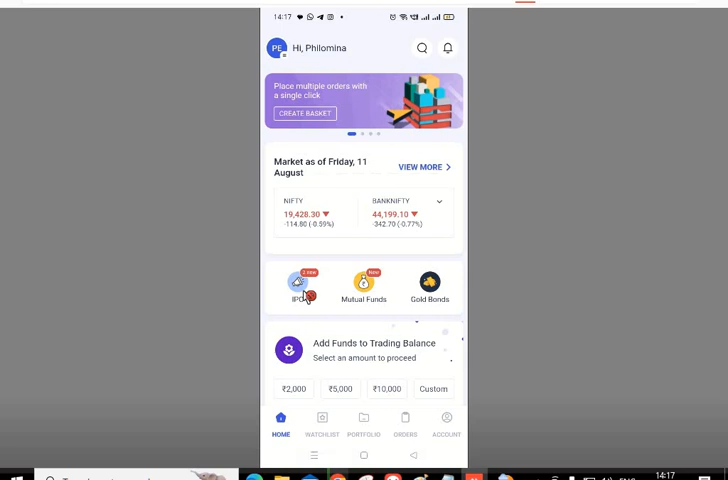 14:17
PE
Hi, Philomina
Place multiple orders with
a single click
CREATE BASKET
Market as of Friday, 11
August
VIEW MORE
NIFTY
BANKNIFTY
19,428.30
44,199.10
-114.80 (-0.59%)
-342.70 (-0.77%)
2 new
New
IPO
Mutual Funds
Gold Bonds
Add Funds to Trading Balance
Select an amount to proceed
₹2,000
₹5,000
₹10,000
Custom
HOME
WATCHLIST
PORTFOLIO
ORDERS
ACCOUNT
14:17